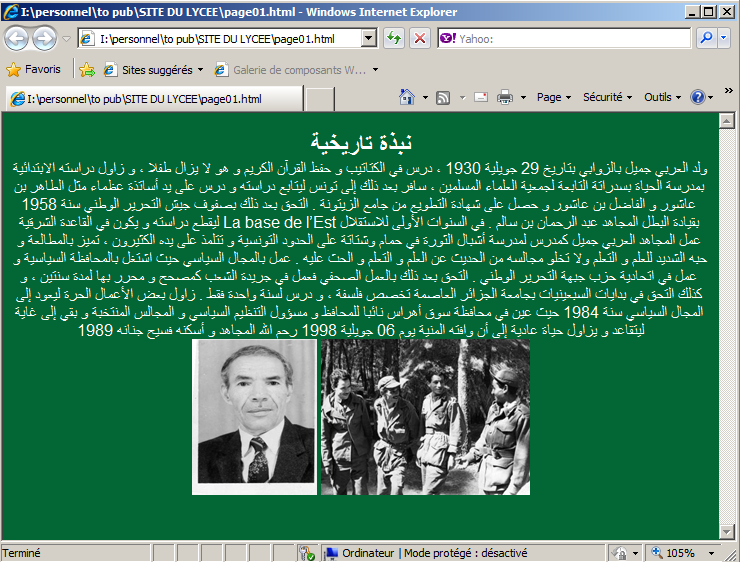 I:\personnel\to pub\SITE DU LYCEE\page01.html - Windows Internet Explorer
I:\personnel\to pub\SITE DU LYCEE\page01.html
Yahoo:
Favoris
Sites suggérés
Galerie de composants W...
I:\personnel\to pub\SITE DU LYCEE\page01.html
Page
Sécurité
Outils
نبذة تاريخية
ولد العربي جميل بالزوابي بتاريخ 29 جويلية 1930 ، درس في الكتاتيب و حفظ القرآن الكريم و هو لا يزال طفلا ، و زاول دراسته الابتدائية
بمدرسة الحياة بسدراتة التابعة لجمعية العلماء المسلمين ، سافر بعد ذلك إلى تونس ليتابع دراسته و درس على يد أساتذة عظماء مثل الطاهر بن
عاشور و الفاضل بن عاشور و حصل على شهادة التطويع من جامع الزيتونة . التحق بعد ذلك بصفوف جيش التحرير الوطني سنة 1958
ليقطع دراسته و يكون في القاعدة الشرقية La base de l'Est بقيادة البطل المجاهد عبد الرحمان بن سالم . في السنوات الأولى للاستقلال
عمل المجاهد العربي جميل كمدرس لمدرسة أشبال الثورة في حمام وشتاتة على الحدود التونسية و تتلمذ على يده الكثيرون ، تميز بالمطالعة و
حبه الشديد للعلم و التعلم ولا تخلو مجالسه من الحديث عن العلم و التعلم و الحث عليه . عمل بالمجال السياسي حيث اشتغل بالمحافظة السياسية و
عمل في اتحادية حزب جبهة التحرير الوطني . التحق بعد ذلك بالعمل الصحفي فعمل في جريدة الشعب كمصحح و محرر بها لمدة سنتين ، و
كذلك التحق في بدايات السبعينيات بجامعة الجزائر العاصمة تخصص فلسفة ، و درس لسنة واحدة فقط . زاول بعض الأعمال الحرة ليعود إلى
المجال السياسي سنة 1984 حيث عين في محافظة سوق أهراس نائبا للمحافظ و مسؤول التنظيم السياسي و المجالس المنتخبة و بقي إلى غاية
1989 ليتقاعد و يزاول حياة عادية إلى أن وافته المنية يوم 06 جويلية 1998 رحم الله المجاهد و أسكنه فسيح جنانه
Terminé
Ordinateur | Mode protégé : désactivé
105%